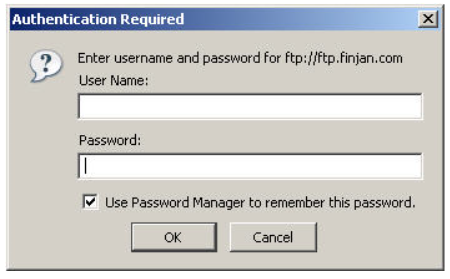 Authentication Required
Enter username and password for ftp://ftp.finjan.com
User Name:
Password:
Use Password Manager to remember this password.
OK
Cancel